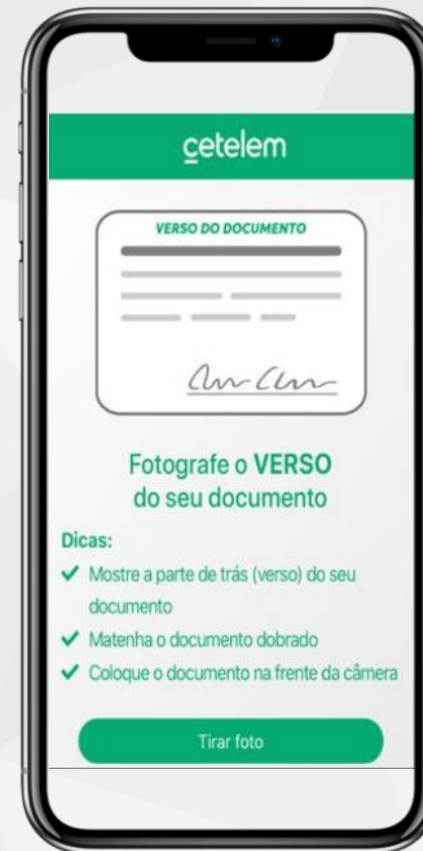 cetelem
VERSO DO DOCUMENTO
Fotografe o VERSO
do seu documento
Dicas:
✓ Mostre a parte de trás (verso) do seu
documento
✓ Matenha o documento dobrado
✓ Coloque o documento na frente da câmera
Tirar foto